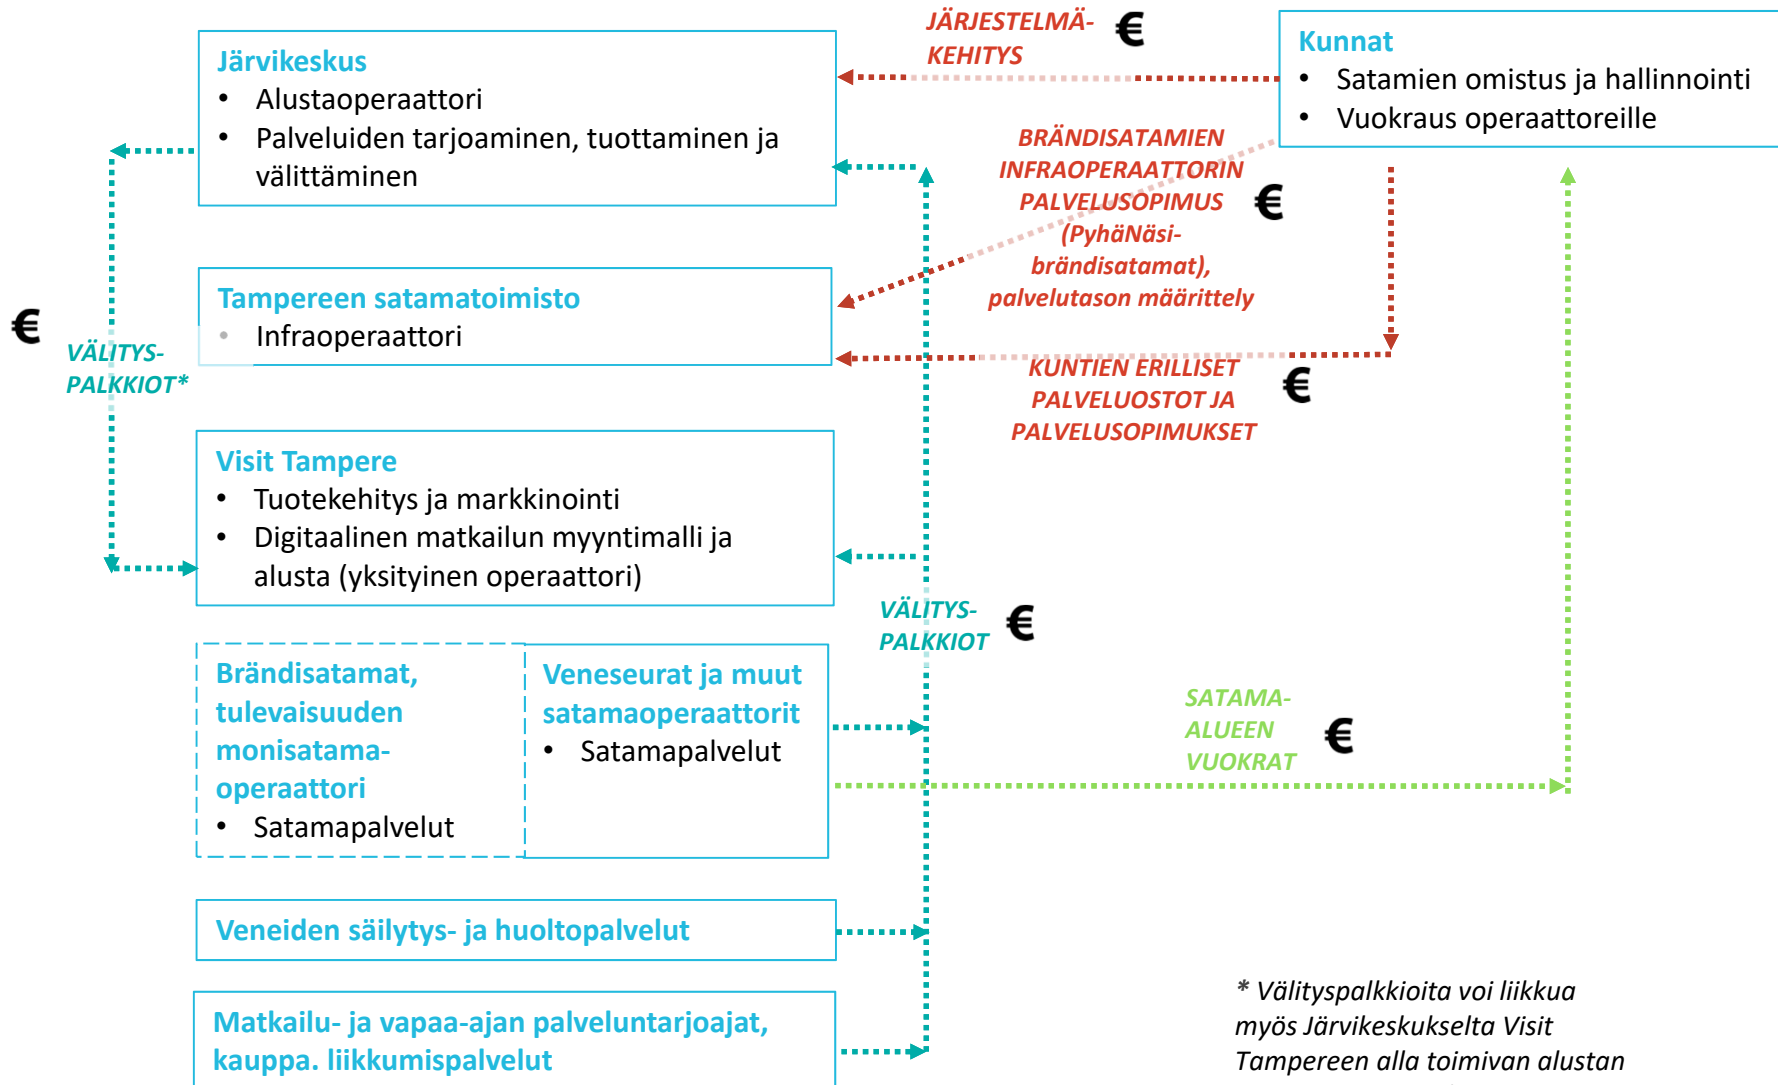 JÄRJESTELMÄ-
KEHITYS
€
Järvikeskus
• Alustaoperaattori
• Palveluiden tarjoaminen, tuottaminen ja
välittäminen
Kunnat
• Satamien omistus ja hallinnointi
• Vuokraus operaattoreille
BRÄNDISATAMIEN
INFRAOPERAATTORIN
PALVELUSOPIMUS
(PyhäNäsi-
brändisatamat),
palvelutason määrittely
€
Tampereen satamatoimisto
• Infraoperaattori
€
VÄLITYS-
PALKKIOT*
KUNTIEN ERILLISET
PALVELUOSTOT JA
PALVELUSOPIMUKSET
€
Visit Tampere
• Tuotekehitys ja markkinointi
• Digitaalinen matkailun myyntimalli ja
alusta (yksityinen operaattori)
VÄLITYS-
PALKKIOT
€
Brändisatamat,
tulevaisuuden
monisatama-
operaattori
• Satamapalvelut
Veneseurat ja muut
satamaoperaattorit
• Satamapalvelut
SATAMA-
ALUEEN
VUOKRAT
€
Veneiden säilytys- ja huoltopalvelut
Matkailu- ja vapaa-ajan palveluntarjoajat,
kauppa. liikkumispalvelut
* Välityspalkkioita voi liikkua
myös Järvikeskukselta Visit
Tampereen alla toimivan alustan